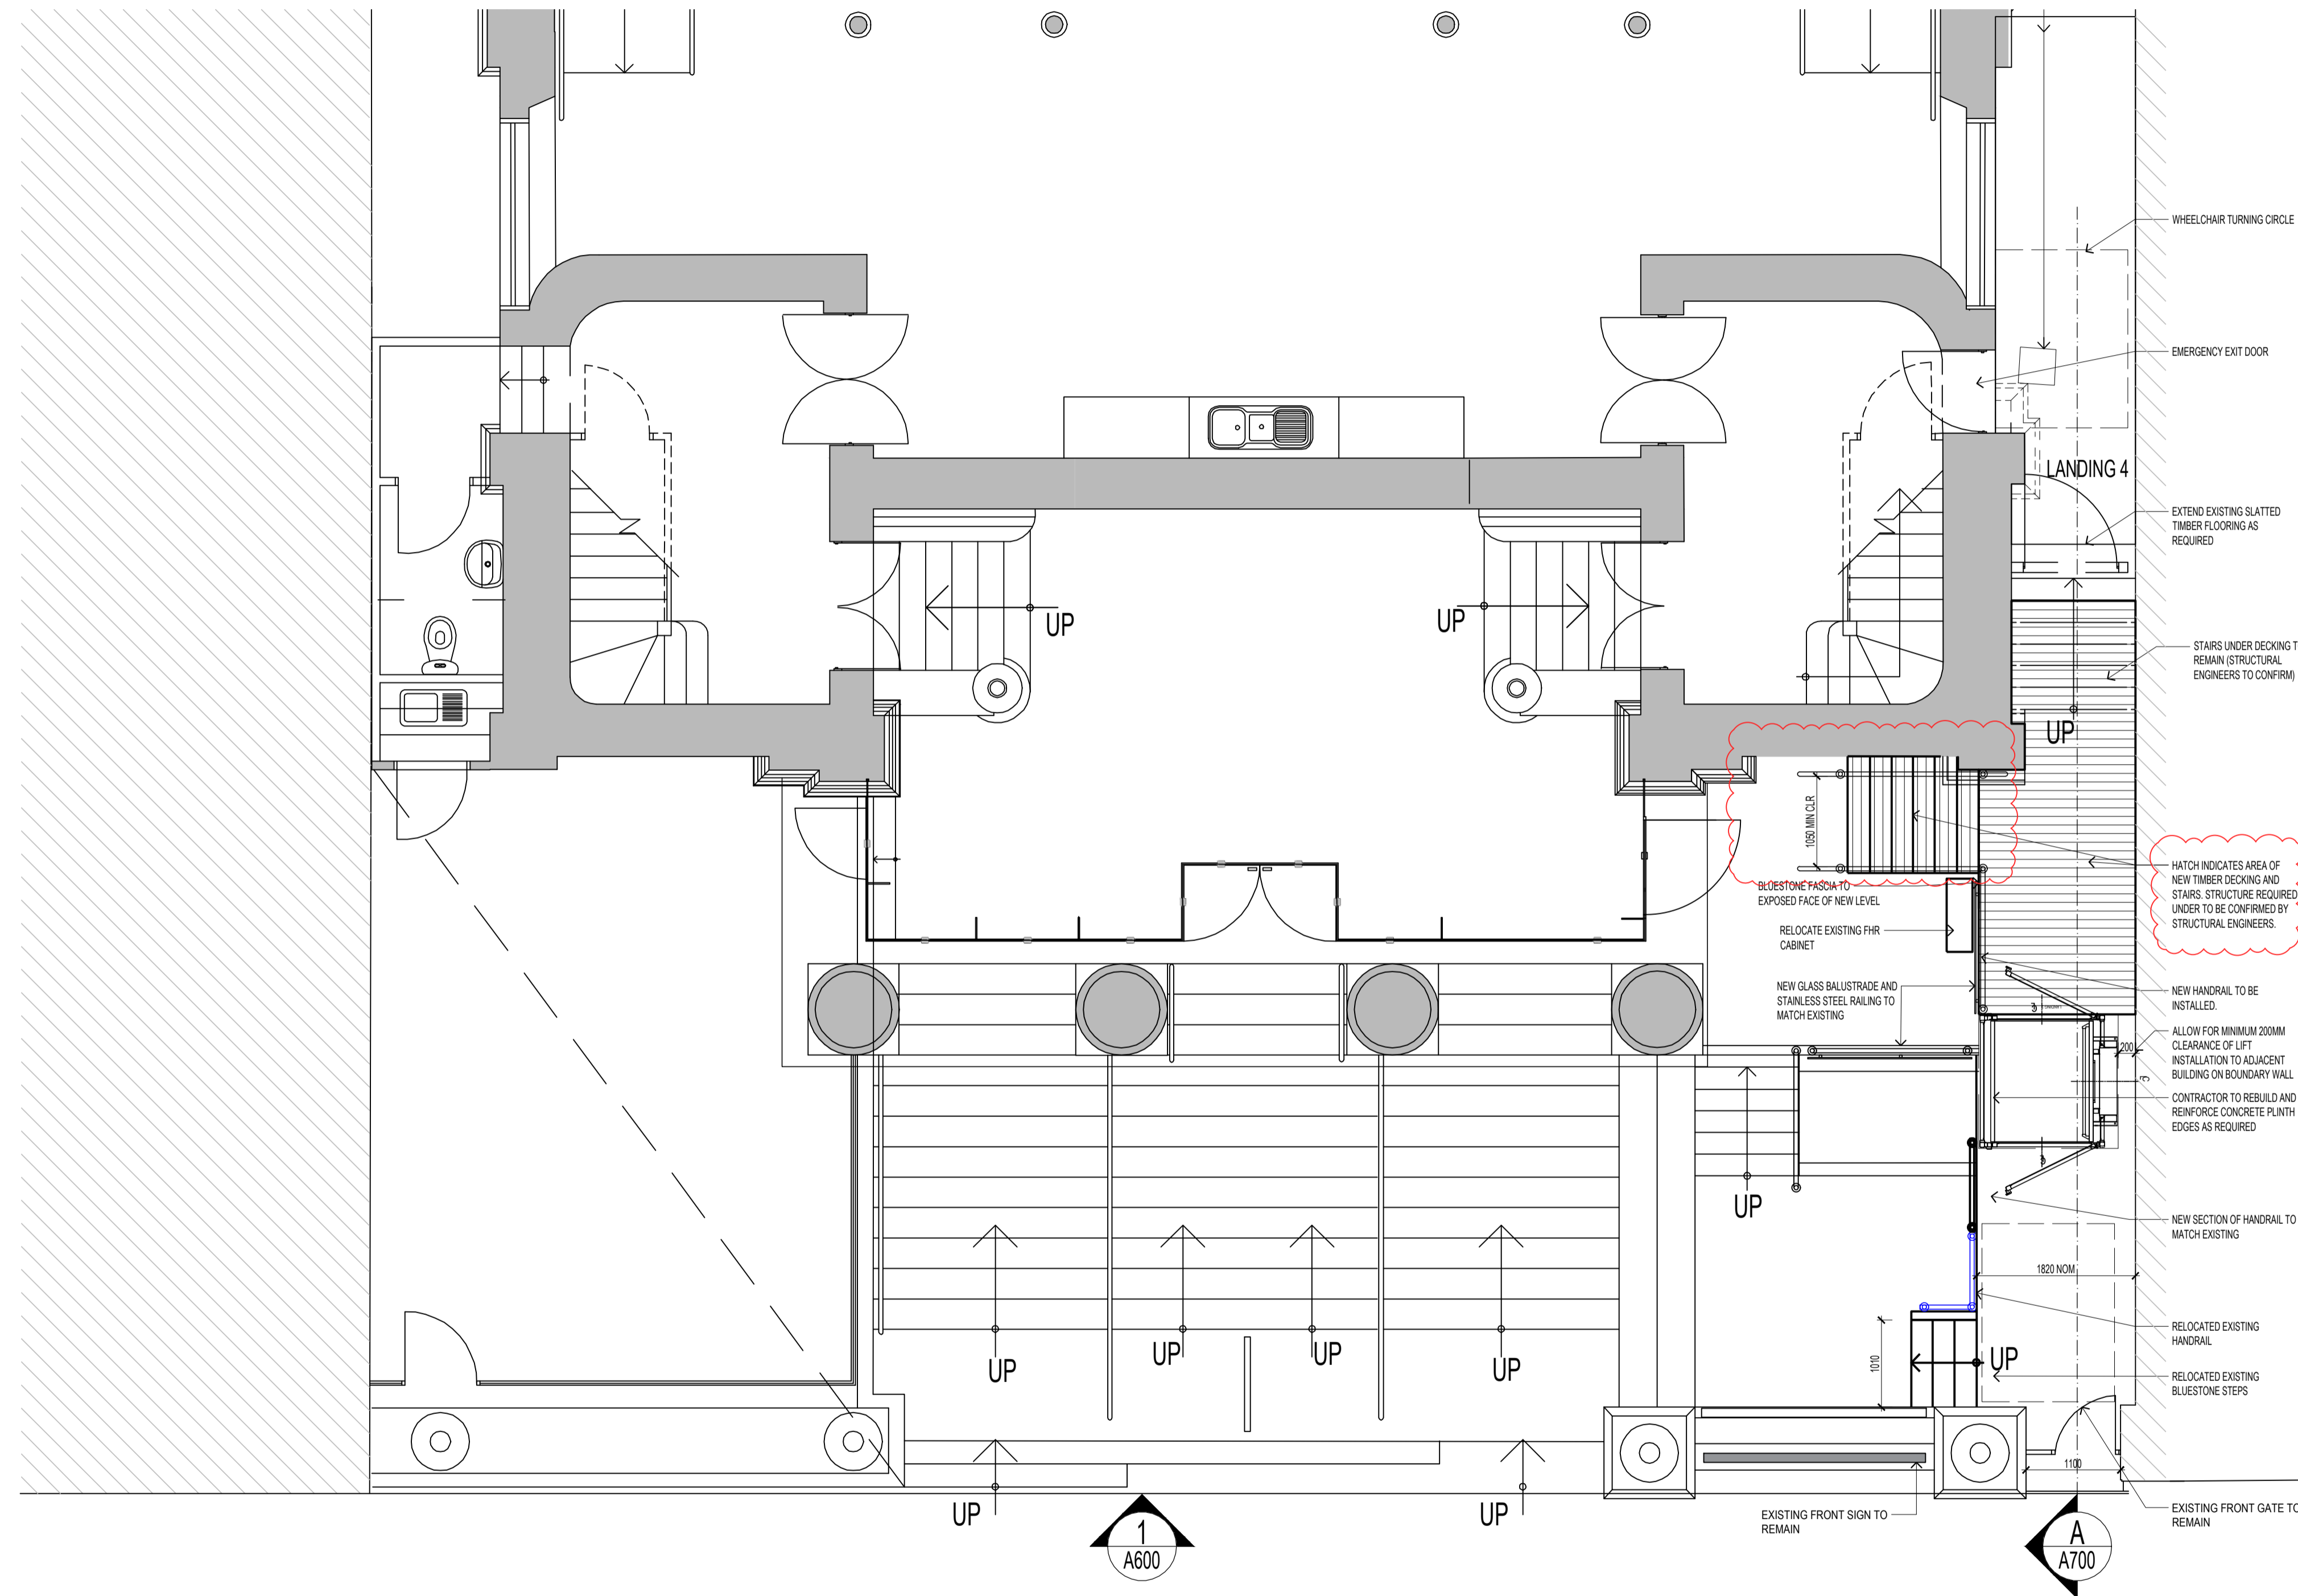 WHEELCHAIR TURNING CIRCLE
EMERGENCY EXIT DOOR
LANDING 4
EXTEND EXISTING SLATTED
TIMBER FLOORING AS
REQUIRED
UP
UP
STAIRS UNDER DECKING T
REMAIN (STRUCTURAL
ENGINEERS TO CONFIRM)
UP
1050 MIN CLR
HATCH INDICATES AREA OF
NEW TIMBER DECKING AND
STAIRS. STRUCTURE REQUIRED
UNDER TO BE CONFIRMED BY
STRUCTURAL ENGINEERS.
BLUESTONE FASCIA TO
EXPOSED FACE OF NEW LEVEL
RELOCATE EXISTING FHR
CABINET
NEW GLASS BALUSTRADE AND
STAINLESS STEEL RAILING TO
MATCH EXISTING
NEW HANDRAIL TO BE
INSTALLED.
200
ALLOW FOR MINIMUM 200MM
CLEARANCE OF LIFT
INSTALLATION TO ADJACENT
BUILDING ON BOUNDARY WALL
CONTRACTOR TO REBUILD AND
REINFORCE CONCRETE PLINTH
EDGES AS REQUIRED
UP
NEW SECTION OF HANDRAIL TO
MATCH EXISTING
1820 NOM
RELOCATED EXISTING
HANDRAIL
UP
UP
UP
UP
1010
UP
RELOCATED EXISTING
BLUESTONE STEPS
1100
UP
UP
EXISTING FRONT SIGN TO
REMAIN
EXISTING FRONT GATE TO
REMAIN
1
A600
A
A700